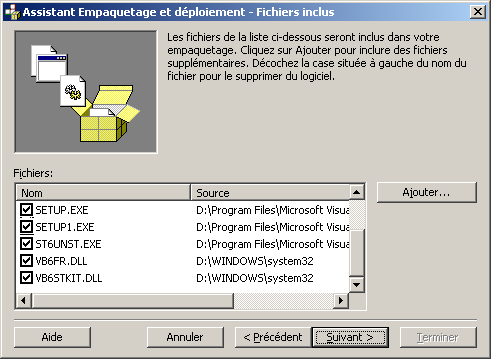 Assistant Empaquetage et déploiement - Fichiers inclus
Les fichiers de la liste ci-dessous seront inclus dans votre
empaquetage. Cliquez sur Ajouter pour inclure des fichiers
supplémentaires. Décochez la case située à gauche du nom du
fichier pour le supprimer du logiciel.
Fichiers:
Nom Source
SETUP.EXE D:\Program Files\Microsoft Visua
SETUP1.EXE D:\Program Files\Microsoft Visua
ST6UNST.EXE D:\Program Files\Microsoft Visua
VB6FR.DLL D:\WINDOWS\system32
VB6STKIT.DLL D:\WINDOWS\system32
Ajouter...
Aide Annuler < Précédent Suivant > Terminer